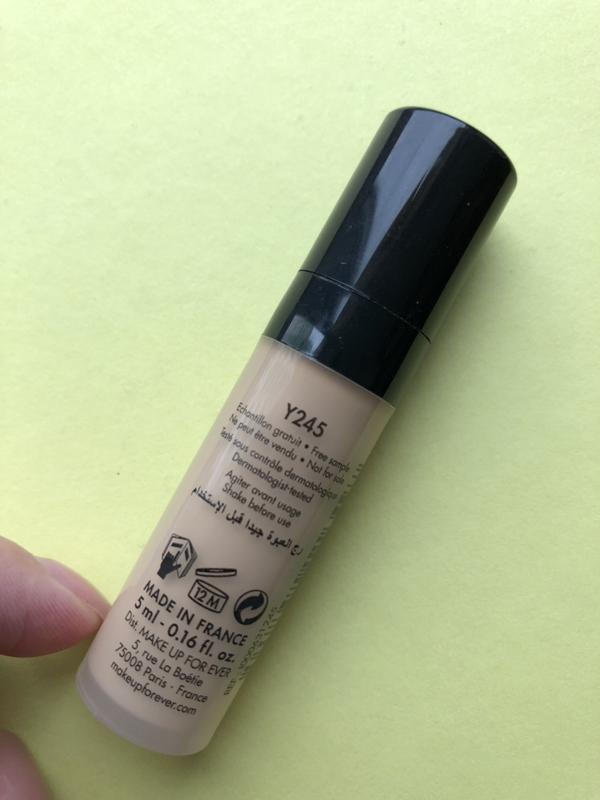 Y245
Echantillon gratuit • Free sample
Ne peut être vendu • Not for sale
Testé sous contrôle dermatologique
Dermatologist-tested
Agiter avant usage
Shake before use
رج العبوة جيدا قبل الإستخدام
12M
MADE IN FRANCE
5 ml - 0.16 fl. oz.
Dist. MAKE UP FOR EVER
5, rue La Boétie
75008 Paris - France
makeupforever.com